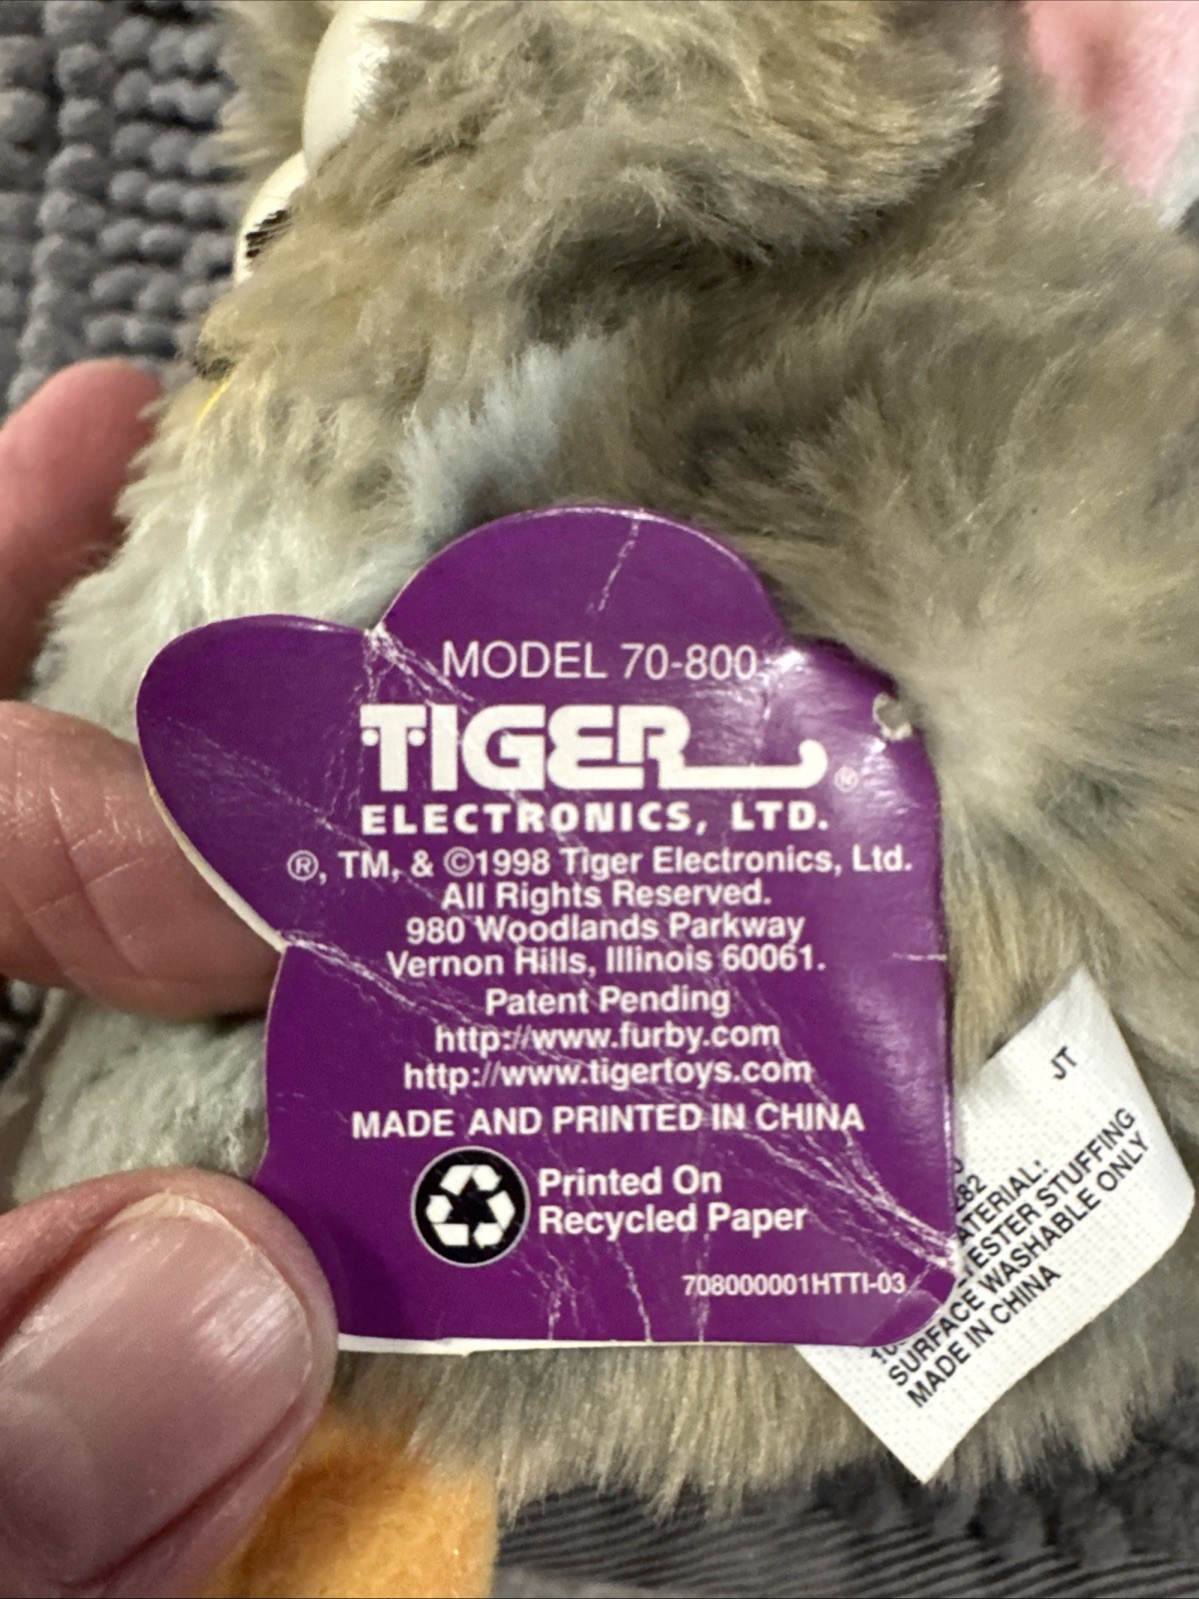 MODEL 70-800
TIGER®
ELECTRONICS, LTD.
®, TM, & ©1998 Tiger Electronics, Ltd.
All Rights Reserved.
980 Woodlands Parkway
Vernon Hills, Illinois 60061.
Patent Pending
http://www.furby.com
http://www.tigertoys.com
MADE AND PRINTED IN CHINA
Printed On
Recycled Paper
708000001HTTI-03
JT
STUFFING
SURFACE WASHABLE ONLY
MADE IN CHINA